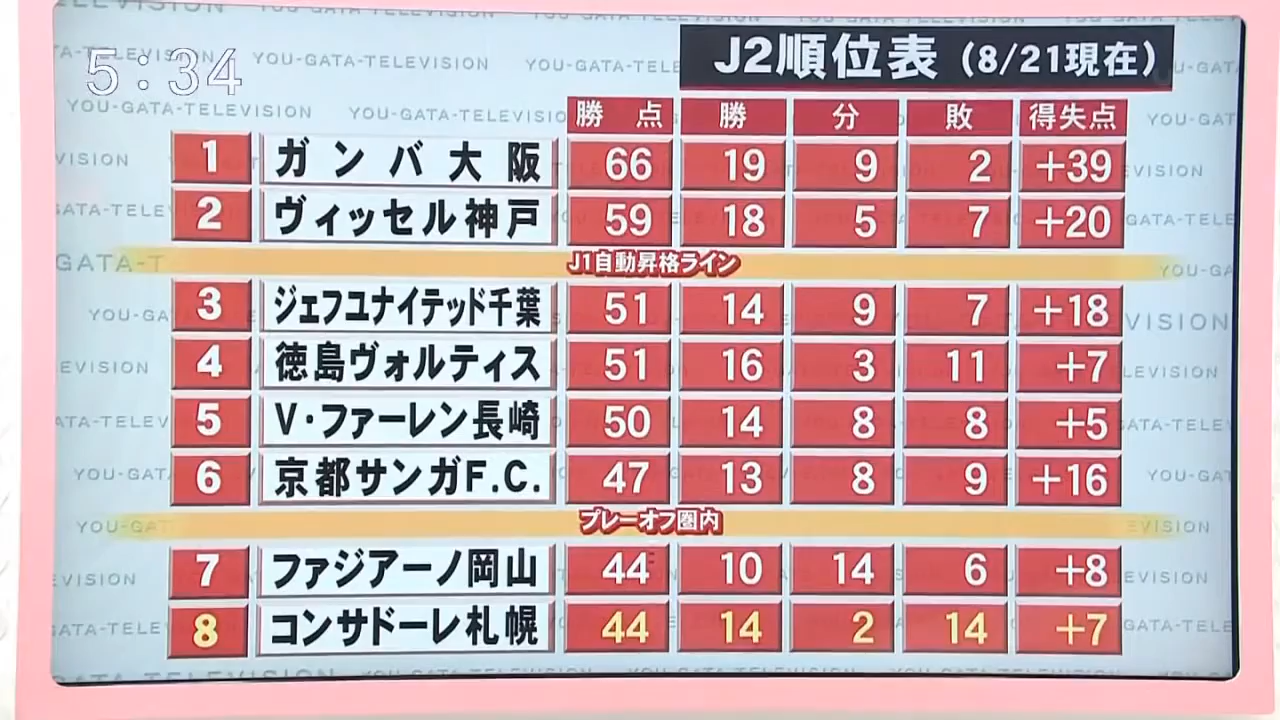 5:34
YOU-GATA-TELEVISION
J2順位表(8/21現在)
勝 点 勝 分 敗 得失点
1 ガンバ大阪 66 19 9 2 +39
2 ヴィッセル神戸 59 18 5 7 +20
J1自動昇格ライン
3 ジェフユナイテッド千葉 51 14 9 7 +18
4 徳島ヴォルティス 51 16 3 11 +7
5 V・ファーレン長崎 50 14 8 8 +5
6 京都サンガF.C. 47 13 8 9 +16
プレーオフ圏内
7 ファジアーノ岡山 44 10 14 6 +8
8 コンサドーレ札幌 44 14 2 14 +7